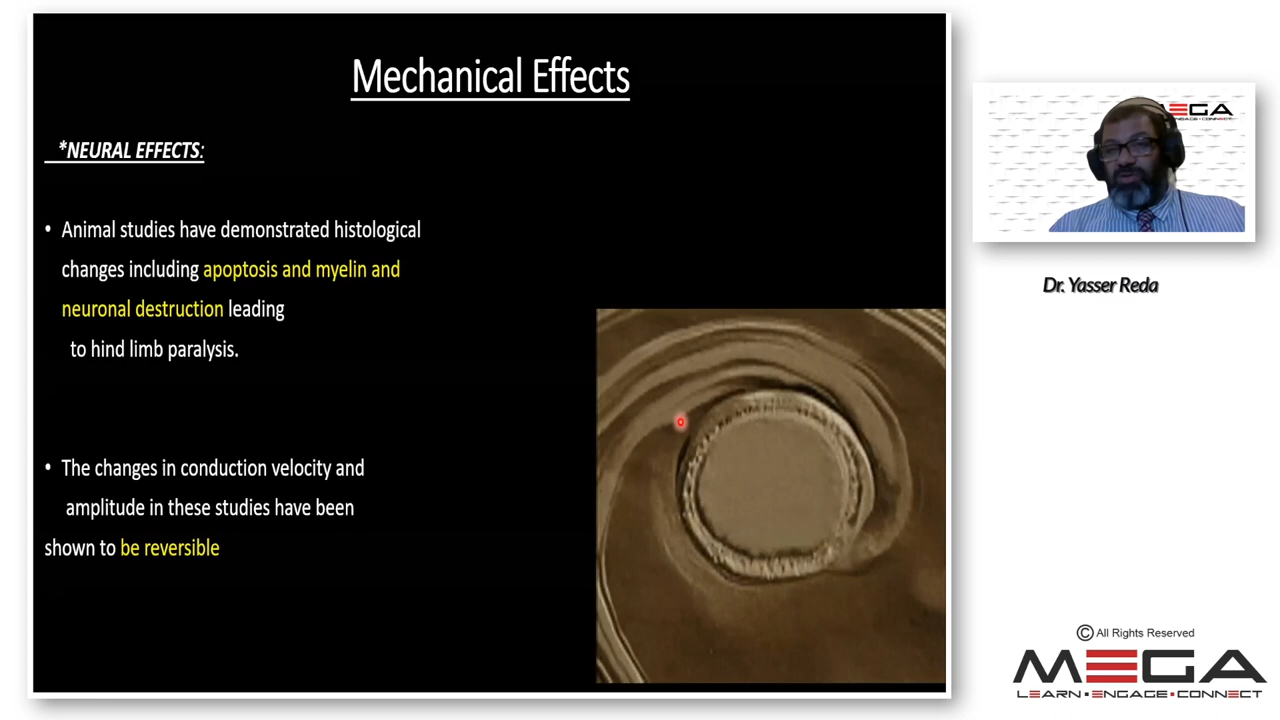 Mechanical Effects
*NEURAL EFFECTS:
• Animal studies have demonstrated histological
changes including apoptosis and myelin and
neuronal destruction leading
to hind limb paralysis.
• The changes in conduction velocity and
amplitude in these studies have been
shown to be reversible
EGA
Dr. Yasser Reda
© All Rights Reserved
MEGA
LEARN • ENGAGE • CONNECT